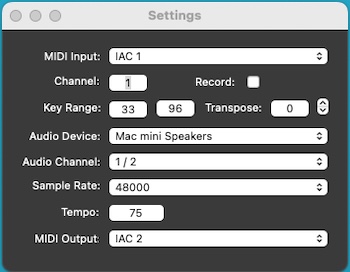 Settings
MIDI Input: IAC 1
Channel: 1 Record:
Key Range: 33 96 Transpose: 0
Audio Device: Mac mini Speakers
Audio Channel: 1 / 2
Sample Rate: 48000
Tempo: 75
MIDI Output: IAC 2